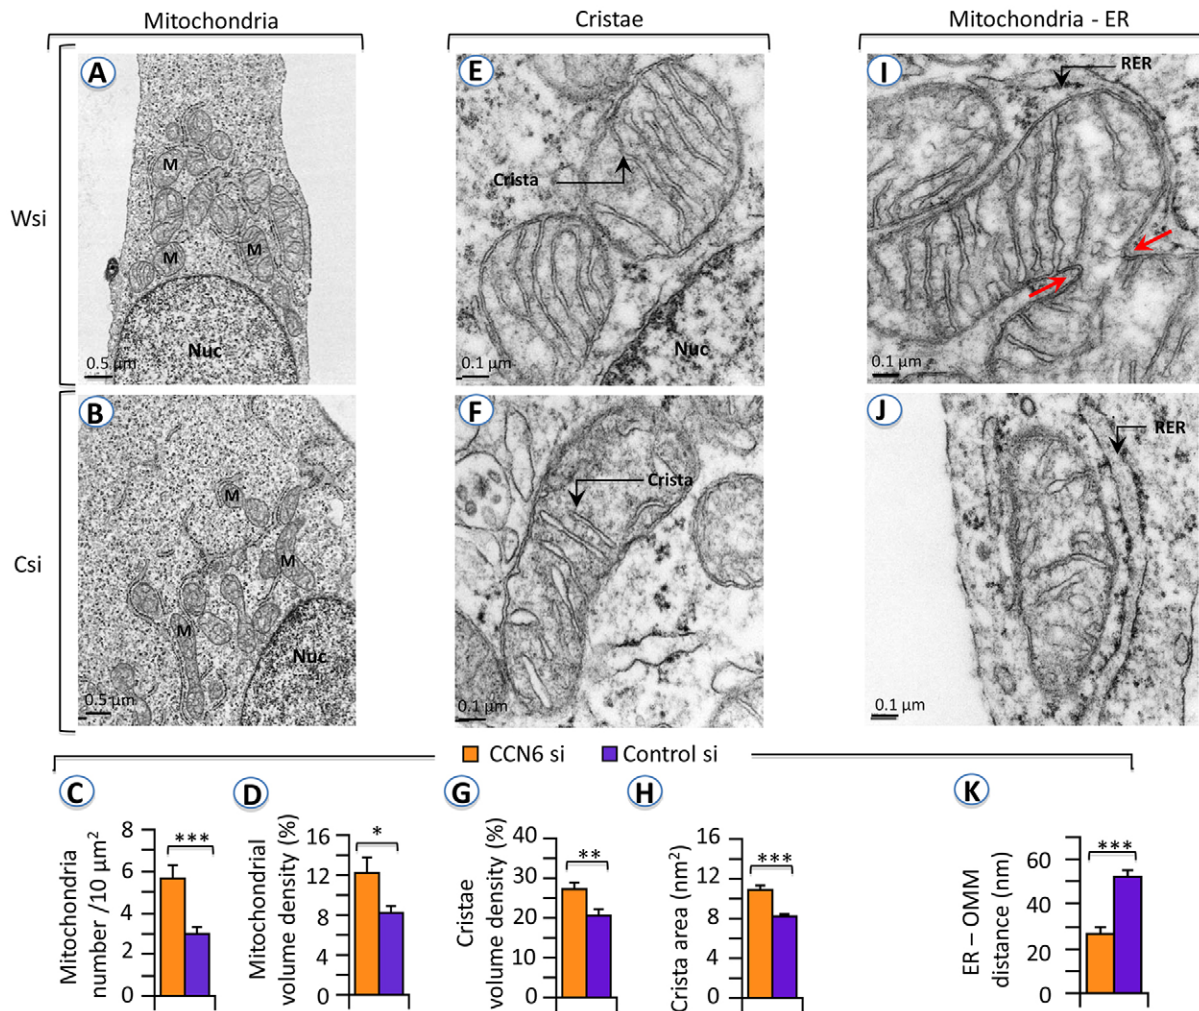 Mitochondria
Cristae
Mitochondria - ER
Wsi
A
M
M
Nuc
0.5 µm
E
Crista
Nuc
0.1 µm
I
RER
0.1 µm
Csi
B
M
M
M
Nuc
0.5 µm
F
Crista
0.1 µm
J
RER
0.1 µm
CCN6 si
Control si
C
Mitochondria
number /10 µm²
8
6
4
2
0
***
D
Mitochondrial
volume density (%)
16
12
8
4
0
*
G
Cristae
volume density (%)
40
30
20
10
0
**
H
Crista area (nm²)
16
12
8
4
0
***
K
ER – OMM
distance (nm)
60
40
20
0
***